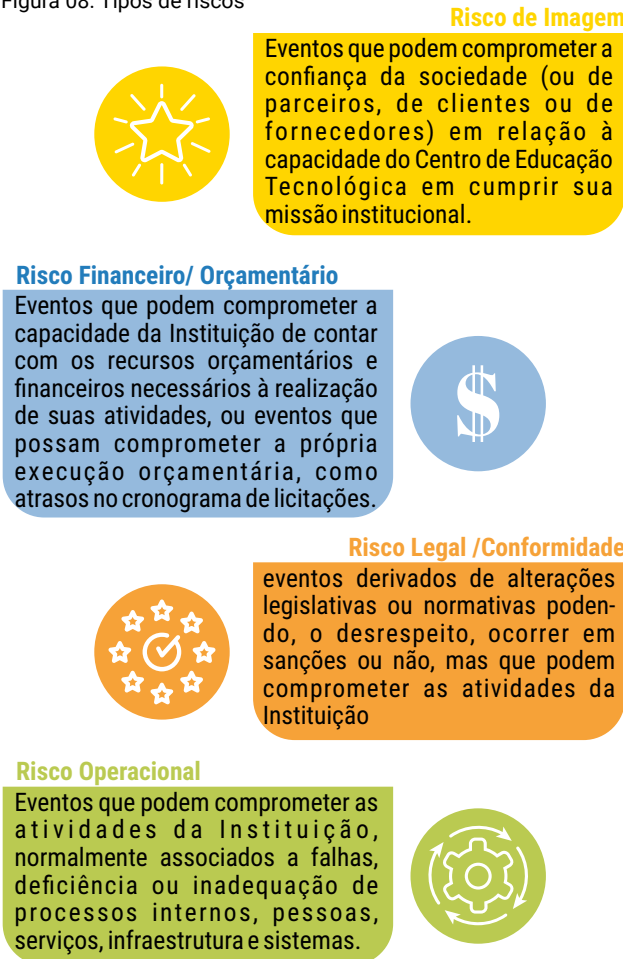 Figura 08. Tipos de riscos
Risco de Imagem
Eventos que podem comprometer a
confiança da sociedade (ou de
parceiros, de clientes ou de
fornecedores) em relação à
capacidade do Centro de Educação
Tecnológica em cumprir sua
missão institucional.
Risco Financeiro/ Orçamentário
Eventos que podem comprometer a
capacidade da Instituição de contar
com os recursos orçamentários e
financeiros necessários à realização
de suas atividades, ou eventos que
possam comprometer a própria
execução orçamentária, como
atrasos no cronograma de licitações.
$
Risco Legal /Conformidade
eventos derivados de alterações
legislativas ou normativas poden-
do, o desrespeito, ocorrer em
sanções ou não, mas que podem
comprometer as atividades da
Instituição
Risco Operacional
Eventos que podem comprometer as
atividades da Instituição,
normalmente associados a falhas,
deficiência ou inadequação de
processos internos, pessoas,
serviços, infraestrutura e sistemas.